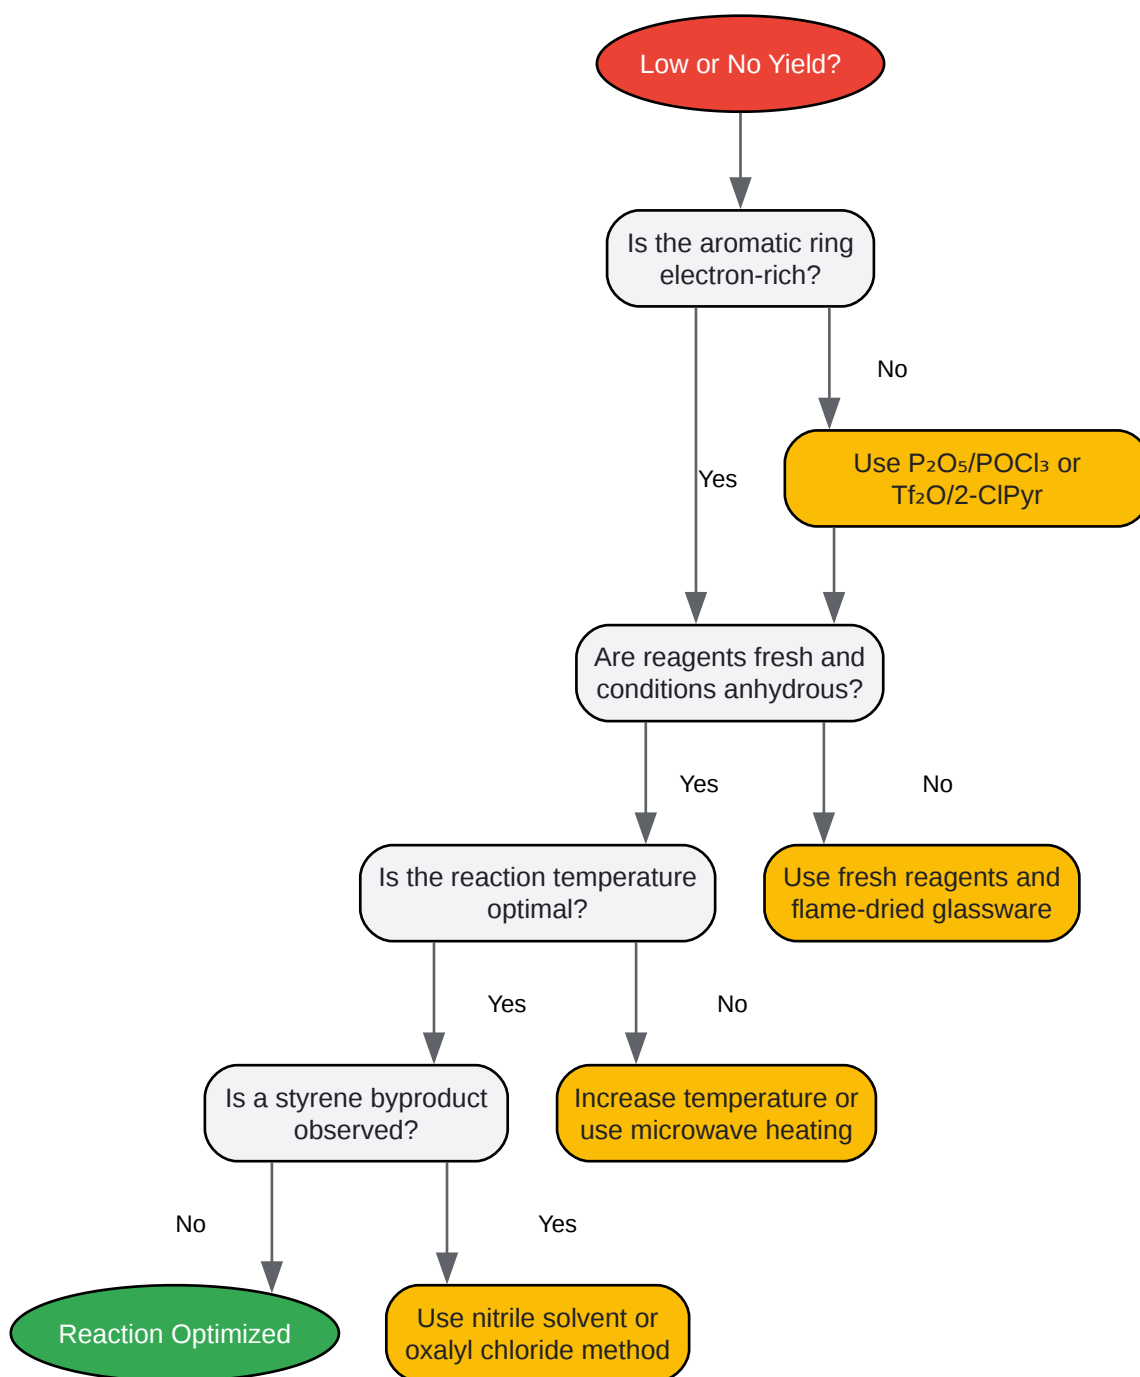 Low or No Yield?
Is the aromatic ring
electron-rich?
No
Use P₂O₅/POCl₃ or
Tf₂O/2-ClPyr
Yes
Are reagents fresh and
conditions anhydrous?
Yes
No
Is the reaction temperature
optimal?
Use fresh reagents and
flame-dried glassware
Yes
No
Is a styrene byproduct
observed?
Increase temperature or
use microwave heating
No
Yes
Reaction Optimized
Use nitrile solvent or
oxalyl chloride method